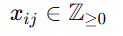 x_{ij} ∈ ℤ_{≥0}